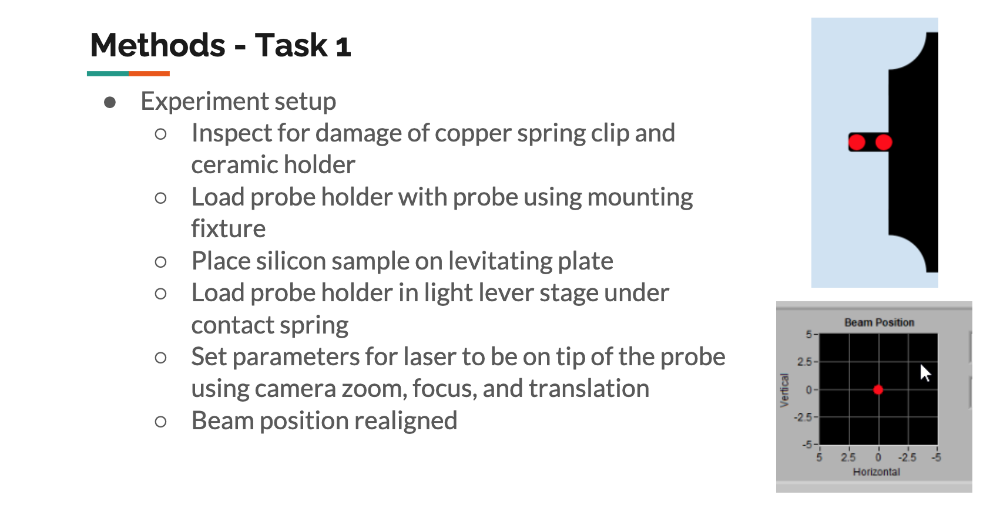 Methods - Task 1
● Experiment setup
○ Inspect for damage of copper spring clip and
ceramic holder
○ Load probe holder with probe using mounting
fixture
○ Place silicon sample on levitating plate
○ Load probe holder in light lever stage under
contact spring
○ Set parameters for laser to be on tip of the probe
using camera zoom, focus, and translation
○ Beam position realigned
Beam Position
5
2.5
0
-2.5
-5
Vertical
5 2.5 0 -2.5 -5
Horizontal